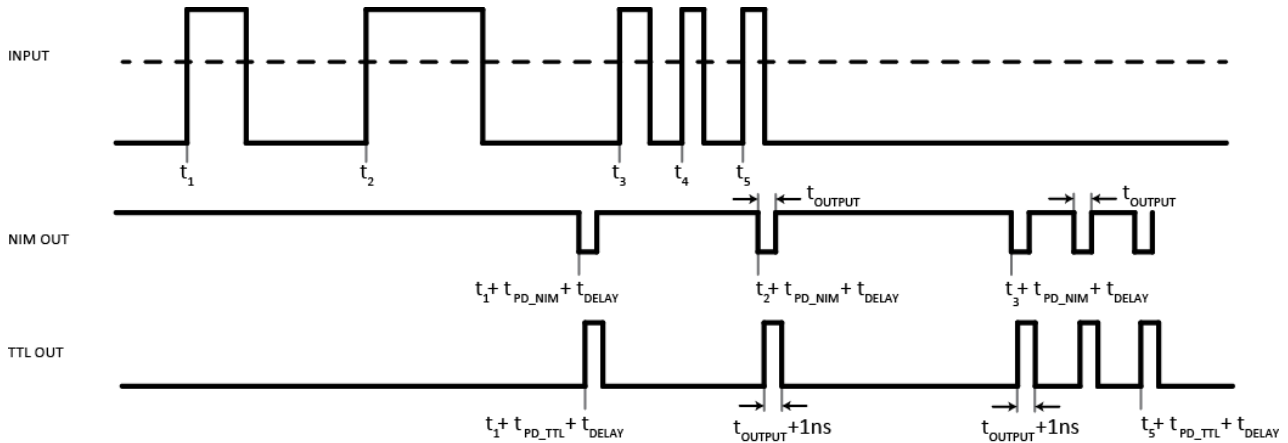 INPUT
t1 t2 t3 t4 t5
tOUTPUT tOUTPUT
NIM OUT
t1+ tPD_NIM+ tDELAY t2+ tPD_NIM+ tDELAY t3+ tPD_NIM+ tDELAY
TTL OUT
t1+ tPD_TTL+ tDELAY tOUTPUT+1ns tOUTPUT+1ns t5+ tPD_TTL+ tDELAY